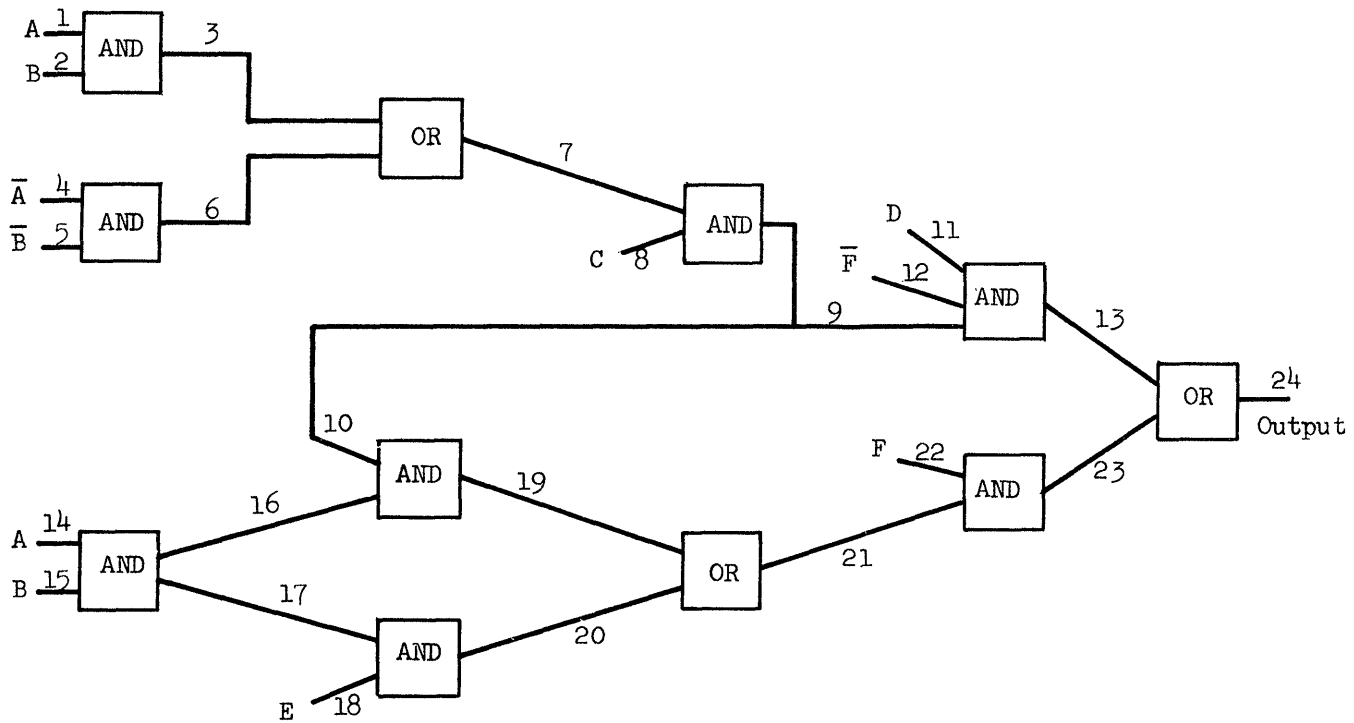 A 1
AND
3
B 2
OR
7
A̅ 4
AND
6
B̅ 5
AND
C 8
D 11
F̅ 12
AND
9
13
OR
24
Output
10
AND
19
F 22
AND
23
16
A 14
AND
B 15
OR
21
17
AND
20
E 18